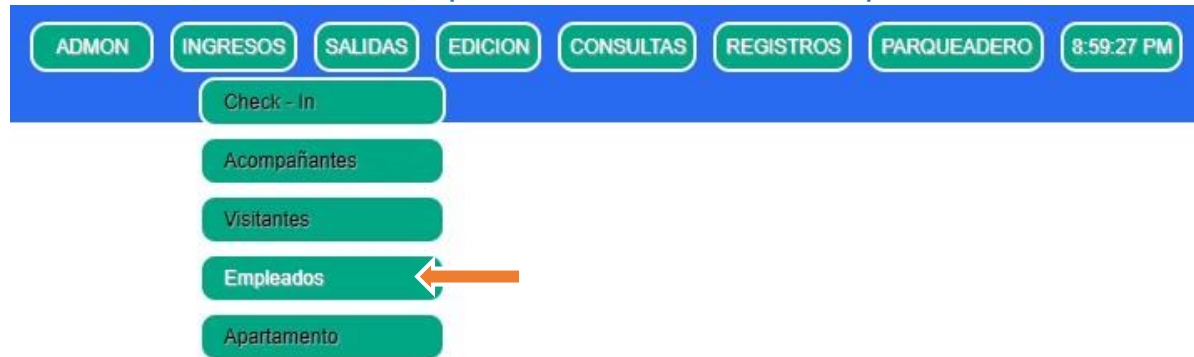 ADMON INGRESOS SALIDAS EDICION CONSULTAS REGISTROS PARQUEADERO 8:59:27 PM
Check - In
Acompañantes
Visitantes
Empleados
Apartamento